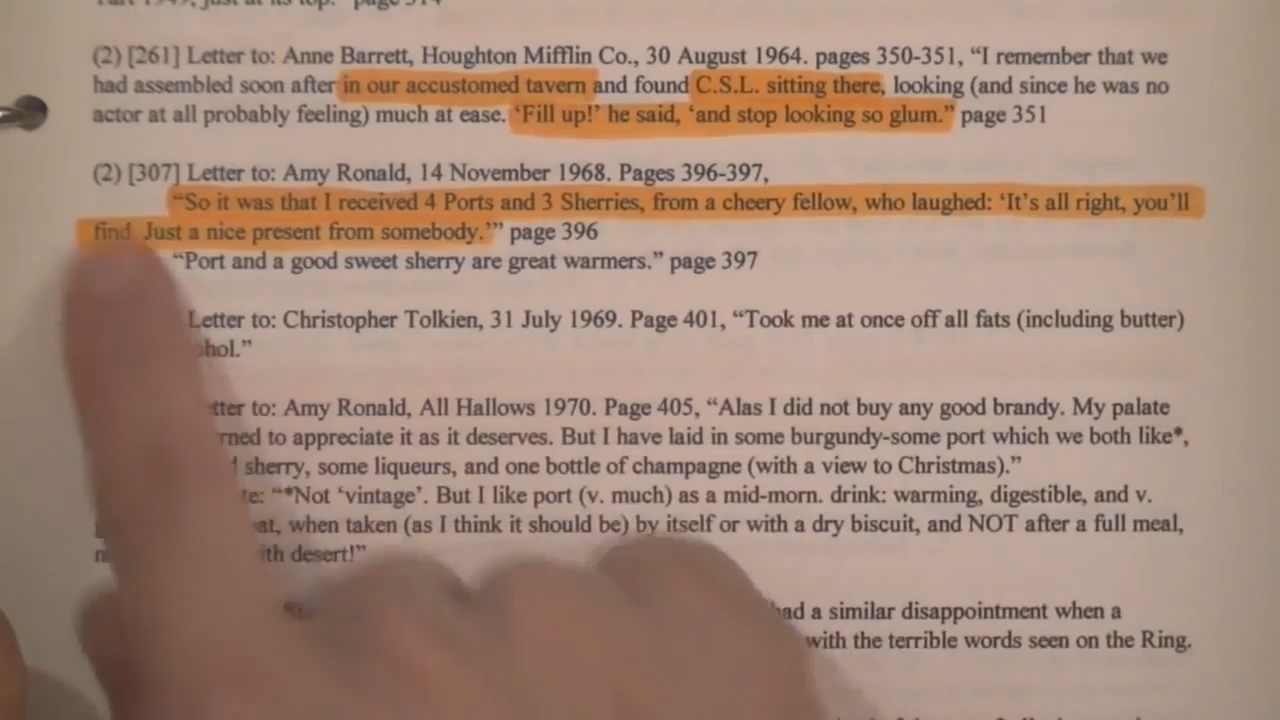 just at its top." page 314
(2) [261] Letter to: Anne Barrett, Houghton Mifflin Co., 30 August 1964. pages 350-351, “I remember that we
had assembled soon after in our accustomed tavern and found C.S.L. sitting there, looking (and since he was no
actor at all probably feeling) much at ease. ‘Fill up!’ he said, ‘and stop looking so glum.” page 351
(2) [307] Letter to: Amy Ronald, 14 November 1968. Pages 396-397,
“So it was that I received 4 Ports and 3 Sherries, from a cheery fellow, who laughed: ‘It’s all right, you’ll
find. Just a nice present from somebody.’” page 396
“Port and a good sweet sherry are great warmers.” page 397
Letter to: Christopher Tolkien, 31 July 1969. Page 401, “Took me at once off all fats (including butter)
to: Amy Ronald, All Hallows 1970. Page 405, “Alas I did not buy any good brandy. My palate
to appreciate it as it deserves. But I have laid in some burgundy-some port which we both like*,
sherry, some liqueurs, and one bottle of champagne (with a view to Christmas).”
“*Not ‘vintage’. But I like port (v. much) as a mid-morn. drink: warming, digestible, and v.
when taken (as I think it should be) by itself or with a dry biscuit, and NOT after a full meal,
desert!”
had a similar disappointment when a
with the terrible words seen on the Ring.